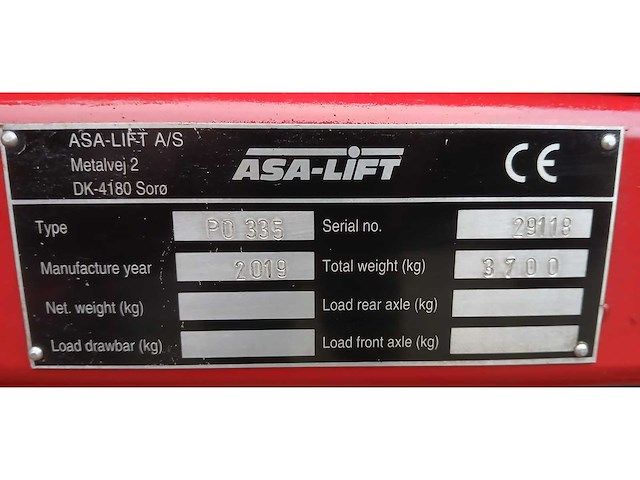 ASA-LIFT A/S
Metalvej 2
DK-4180 Sorø
ASA-LiFT
CE
Type PO 335 Serial no. 29118
Manufacture year 2019 Total weight (kg) 3700
Net. weight (kg) Load rear axle (kg)
Load drawbar (kg) Load front axle (kg)